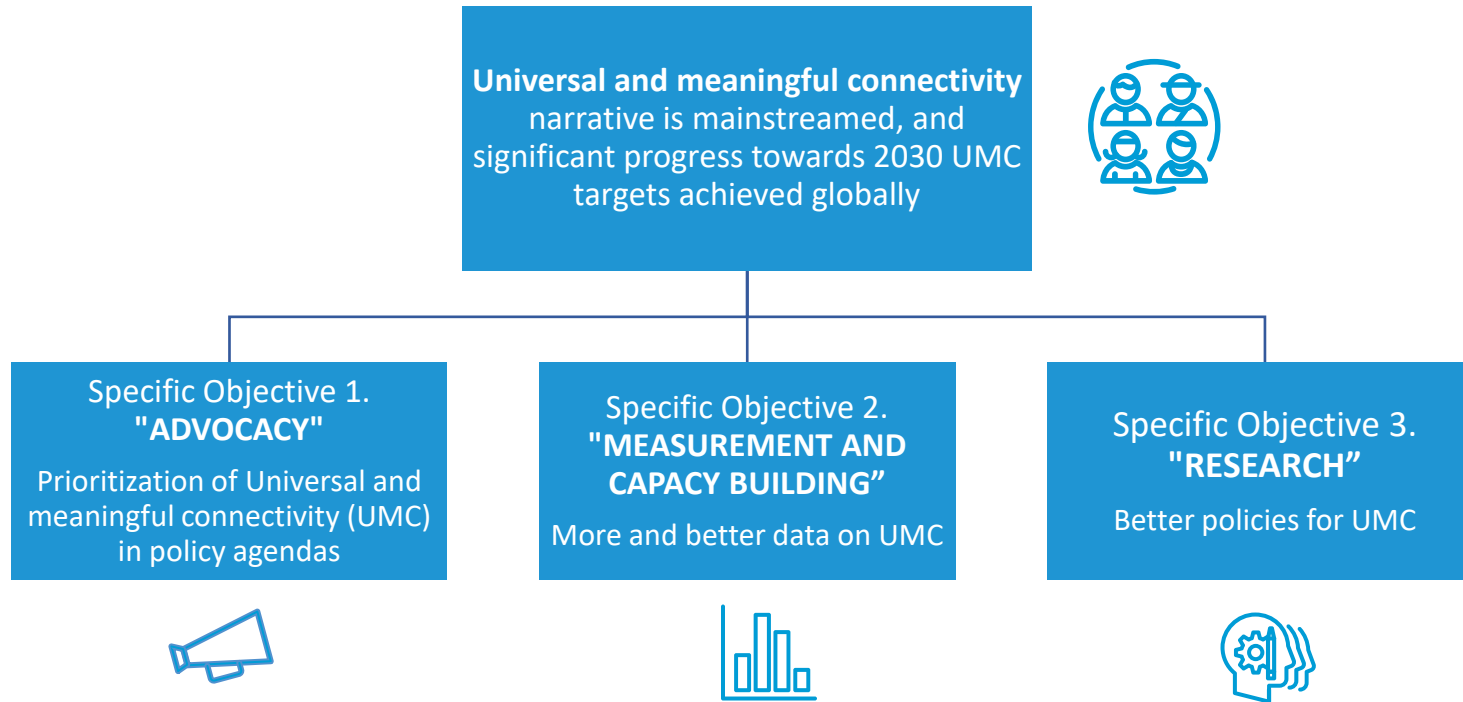 Universal and meaningful connectivity
narrative is mainstreamed, and
significant progress towards 2030 UMC
targets achieved globally
Specific Objective 1.
"ADVOCACY"
Prioritization of Universal and
meaningful connectivity (UMC)
in policy agendas
Specific Objective 2.
"MEASUREMENT AND
CAPACY BUILDING”
More and better data on UMC
Specific Objective 3.
"RESEARCH”
Better policies for UMC